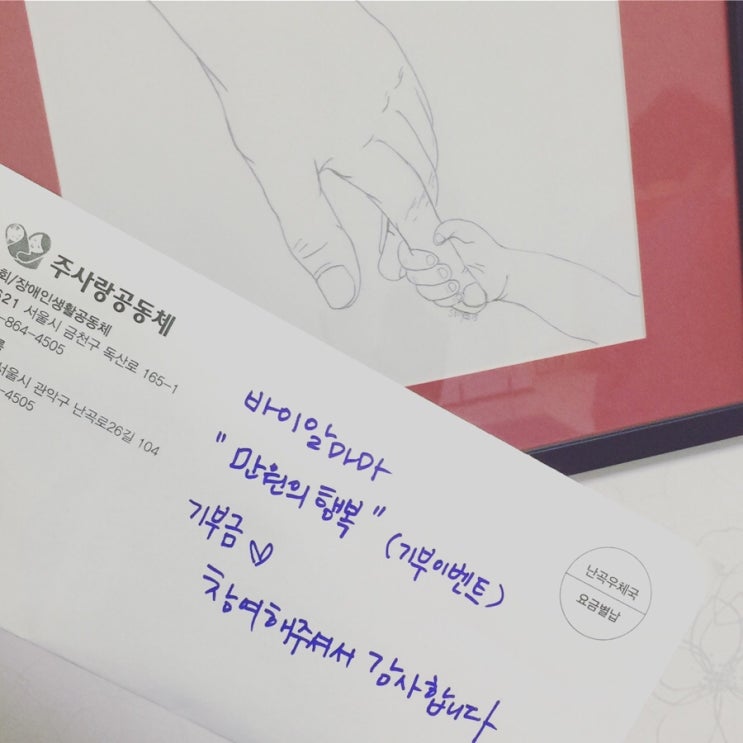 주사랑공동체
회/장애인생활공동체
621 서울시 금천구 독산로 165-1
-864-4505
서울시 관악구 난곡로26길 104
-4505
바이알마마
"만원의 행복" (기부이벤트)
기부금♡
참여해주셔서 감사합니다
난곡우체국
요금별납